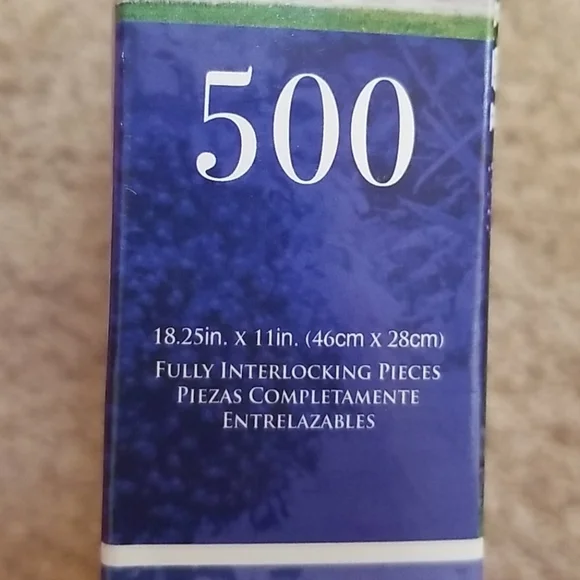 500
18.25in. x 11in. (46cm x 28cm)
Fully Interlocking Pieces
Piezas Completamente
Entrelazables